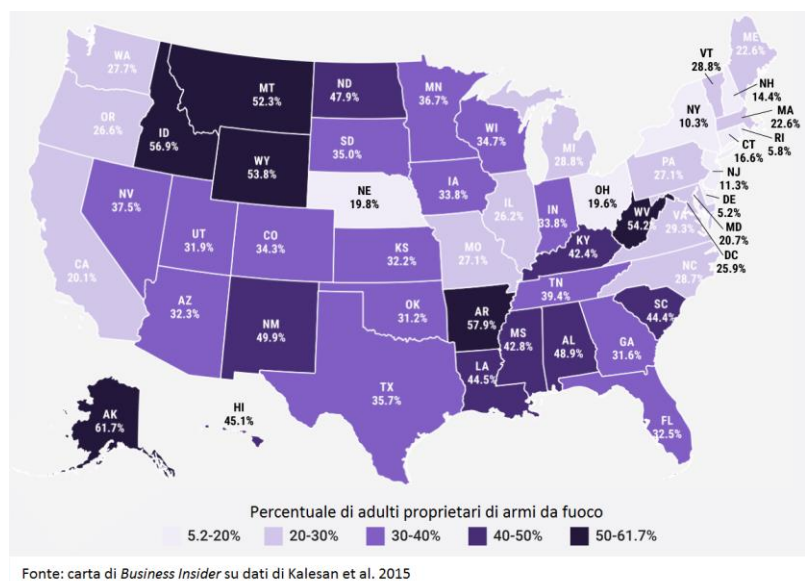 WA
27.7%
OR
26.6%
CA
20.1%
ID
56.9%
NV
37.5%
MT
52.3%
WY
53.8%
UT
31.9%
AZ
32.3%
CO
34.3%
NM
49.9%
ND
47.9%
SD
35.0%
NE
19.8%
KS
32.2%
OK
31.2%
TX
35.7%
MN
36.7%
IA
33.8%
MO
27.1%
AR
57.9%
LA
44.5%
WI
34.7%
IL
26.2%
MI
28.8%
IN
33.8%
OH
19.6%
KY
42.4%
TN
39.4%
MS
42.8%
AL
48.9%
GA
31.6%
FL
32.5%
SC
44.4%
NC
28.7%
VA
29.3%
WV
54.2%
PA
27.1%
NY
10.3%
VT
28.8%
ME
22.6%
NH
14.4%
MA
22.6%
RI
5.8%
CT
16.6%
NJ
11.3%
DE
5.2%
MD
20.7%
DC
25.9%
AK
61.7%
HI
45.1%
Percentuale di adulti proprietari di armi da fuoco
5.2-20% 20-30% 30-40% 40-50% 50-61.7%
Fonte: carta di Business Insider su dati di Kalesan et al. 2015